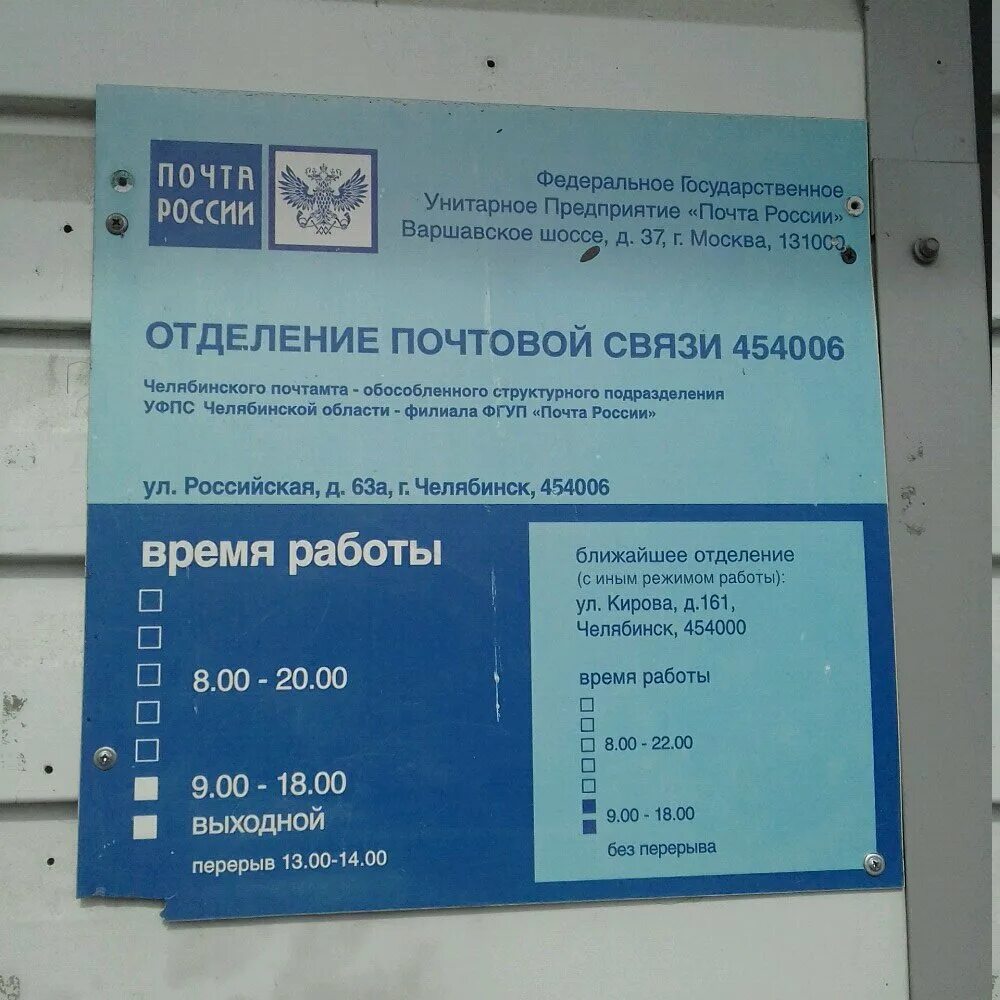 ПОЧТА
РОССИИ
Федеральное Государственное
Унитарное Предприятие «Почта России»
Варшавское шоссе, д. 37, г. Москва, 131000
ОТДЕЛЕНИЕ ПОЧТОВОЙ СВЯЗИ 454006
Челябинского почтамта - обособленного структурного подразделения
УФПС Челябинской области - филиала ФГУП «Почта России»
ул. Российская, д. 63а, г. Челябинск, 454006
время работы
8.00 - 20.00
9.00 - 18.00
выходной
перерыв 13.00-14.00
ближайшее отделение
(с иным режимом работы):
ул. Кирова, д.161,
Челябинск, 454000
время работы
8.00 - 22.00
9.00 - 18.00
без перерыва